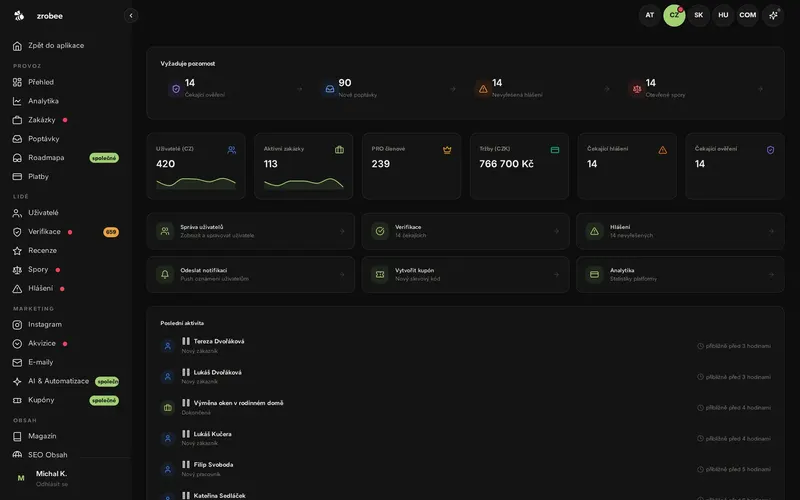 zrobee
AT CZ SK HU COM
Zpět do aplikace
PROVOZ
Přehled
Analytika
Zakázky
Poptávky
Roadmapa společné
Platby
LIDÉ
Uživatelé
Verifikace 659
Recenze
Spory
Hlášení
MARKETING
Instagram
Akvizice
E-maily
AI & Automatizace společn
Kupóny společné
OBSAH
Magazín
SEO Obsah
M Michal K.
Odhlásit se
Vyžaduje pozornost
14
Čekající ověření
90
Nové poptávky
14
Nevyřešená hlášení
14
Otevřené spory
Uživatelé (CZ)
420
Aktivní zakázky
113
PRO členové
239
Tržby (CZK)
766 700 Kč
Čekající hlášení
14
Čekající ověření
14
Správa uživatelů
Zobrazit a spravovat uživatele
Verifikace
14 čekajících
Hlášení
14 nevyřešených
Odeslat notifikaci
Push oznámení uživatelům
Vytvořit kupón
Nový slevový kód
Analytika
Statistiky platformy
Poslední aktivita
Tereza Dvořáková
Nový zákazník
přibližně před 3 hodinami
Lukáš Dvořáková
Nový zákazník
přibližně před 3 hodinami
Výměna oken v rodinném domě
Dokončená
přibližně před 4 hodinami
Lukáš Kučera
Nový zákazník
přibližně před 4 hodinami
Filip Svoboda
Nový pracovník
přibližně před 5 hodinami
Kateřina Sedláček